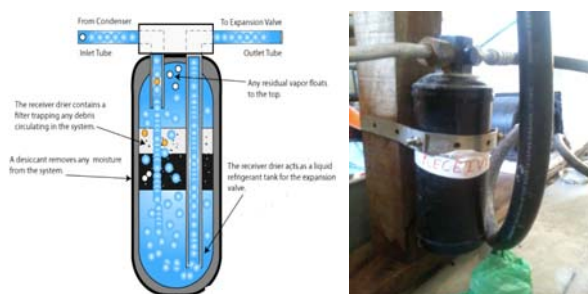 From Condenser
To Expansion Valve
Inlet Tube
Outlet Tube
Any residual vapor floats
to the top.
The receiver drier contains a
filter trapping any debris
circulating in the system.
A desiccant removes any moisture
from the system.
The receiver drier acts as a liquid
refrigerant tank for the expansion
valve.
RECEIV